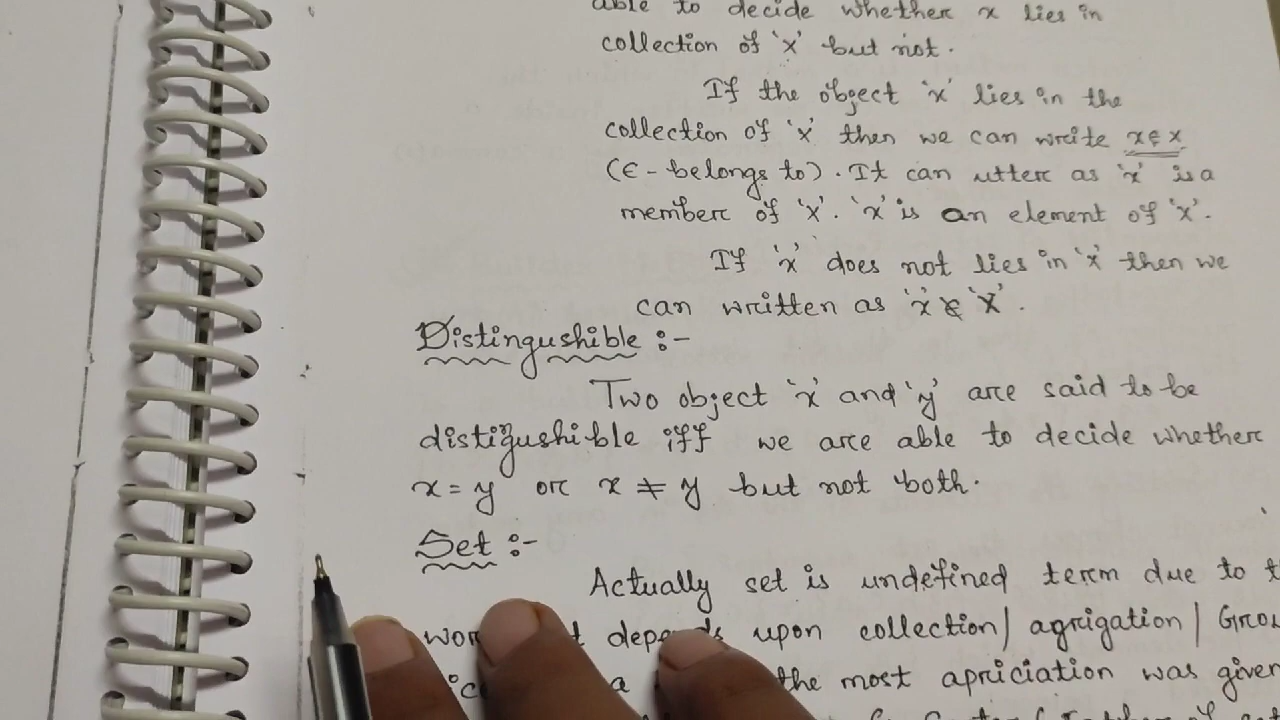 able to decide whether x lies in
collection of 'x' but not.
If the object 'x' lies in the
collection of 'x' then we can write x∈x
(∈ - belongs to). It can utter as 'x' is a
member of 'x'. 'x' is an element of 'x'.
If 'x' does not lies in 'x' then we
can written as 'x' ∉ 'X'.
Distingushible :-
Two object 'x' and 'y' are said to be
distigushible iff we are able to decide whether
x = y or x ≠ y but not both.
Set :-
Actually set is undefined term due to
depends upon collection/ agrigation/
a the most apriciation was given